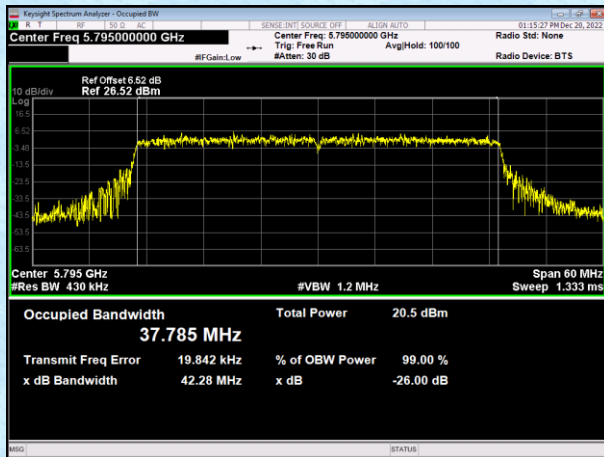 Keysight Spectrum Analyzer - Occupied BW
R T RF 50 Ω AC SENSE:INT SOURCE OFF ALIGN AUTO 01:15:27 PM Dec 20, 2022
Center Freq 5.795000000 GHz Center Freq: 5.795000000 GHz Radio Std: None
Trig: Free Run Avg|Hold: 100/100
#IFGain:Low #Atten: 30 dB Radio Device: BTS
Ref Offset 6.52 dB
10 dB/div Ref 26.52 dBm
Log
16.5
6.52
-3.48
-13.5
-23.5
-33.5
-43.5
-53.5
-63.5
Center 5.795 GHz Span 60 MHz
#Res BW 430 kHz #VBW 1.2 MHz Sweep 1.333 ms
Occupied Bandwidth Total Power 20.5 dBm
37.785 MHz
Transmit Freq Error 19.842 kHz % of OBW Power 99.00 %
x dB Bandwidth 42.28 MHz x dB -26.00 dB
MSG STATUS